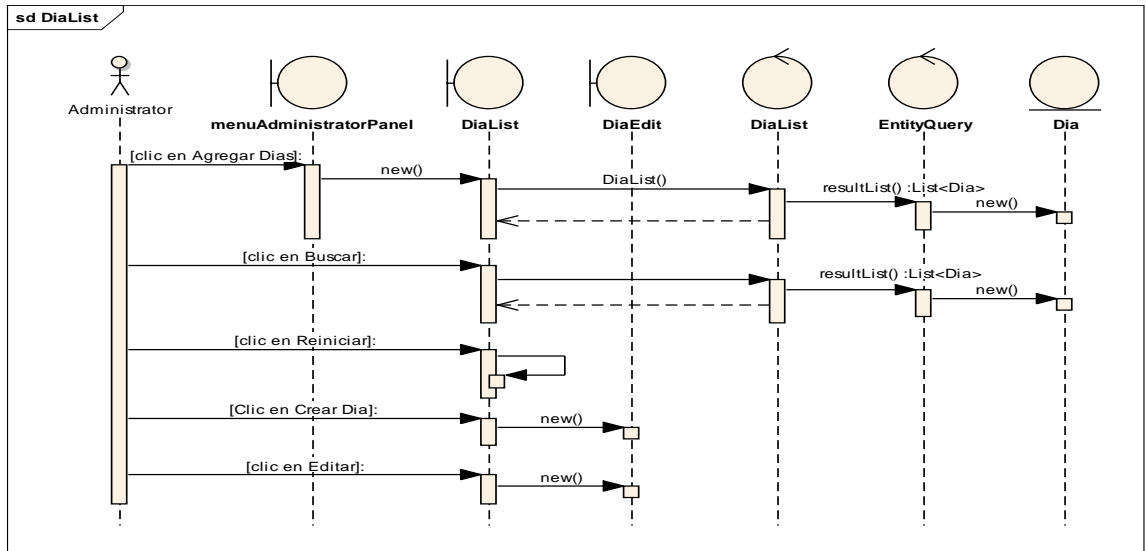 sd DiaList
Administrator
menuAdministratorPanel
DiaList
DiaEdit
DiaList
EntityQuery
Dia
[clic en Agregar Dias]:
new()
DiaList()
resultList() :List<Dia>
new()
[clic en Buscar]:
resultList() :List<Dia>
new()
[clic en Reiniciar]:
[Clic en Crear Dia]:
new()
[clic en Editar]:
new()